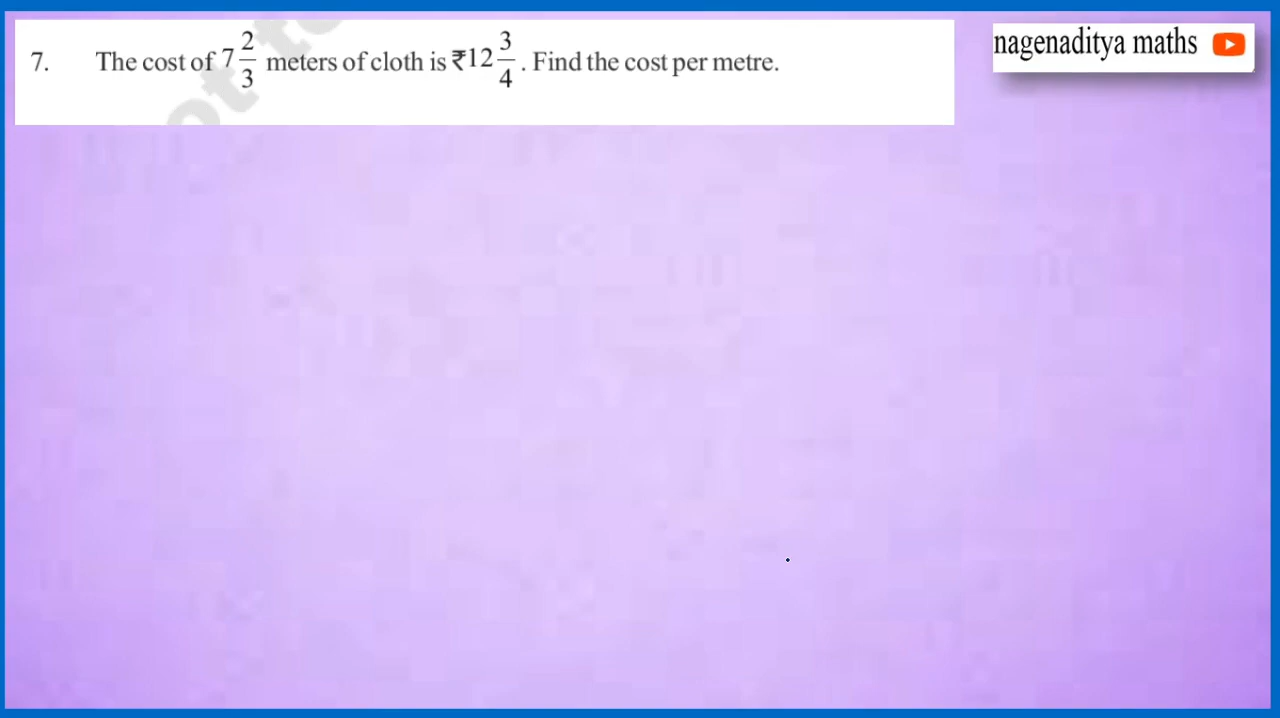 7. The cost of 7 2/3 meters of cloth is ₹12 3/4. Find the cost per metre.
nagenaditya maths